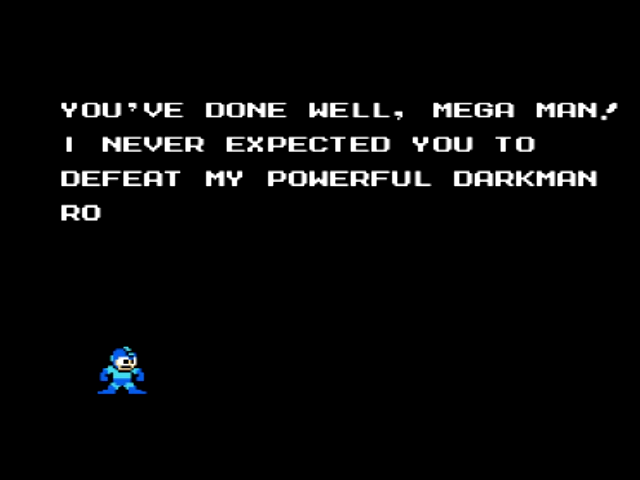 YOU'VE DONE WELL, MEGA MAN!
I NEVER EXPECTED YOU TO
DEFEAT MY POWERFUL DARKMAN
RO